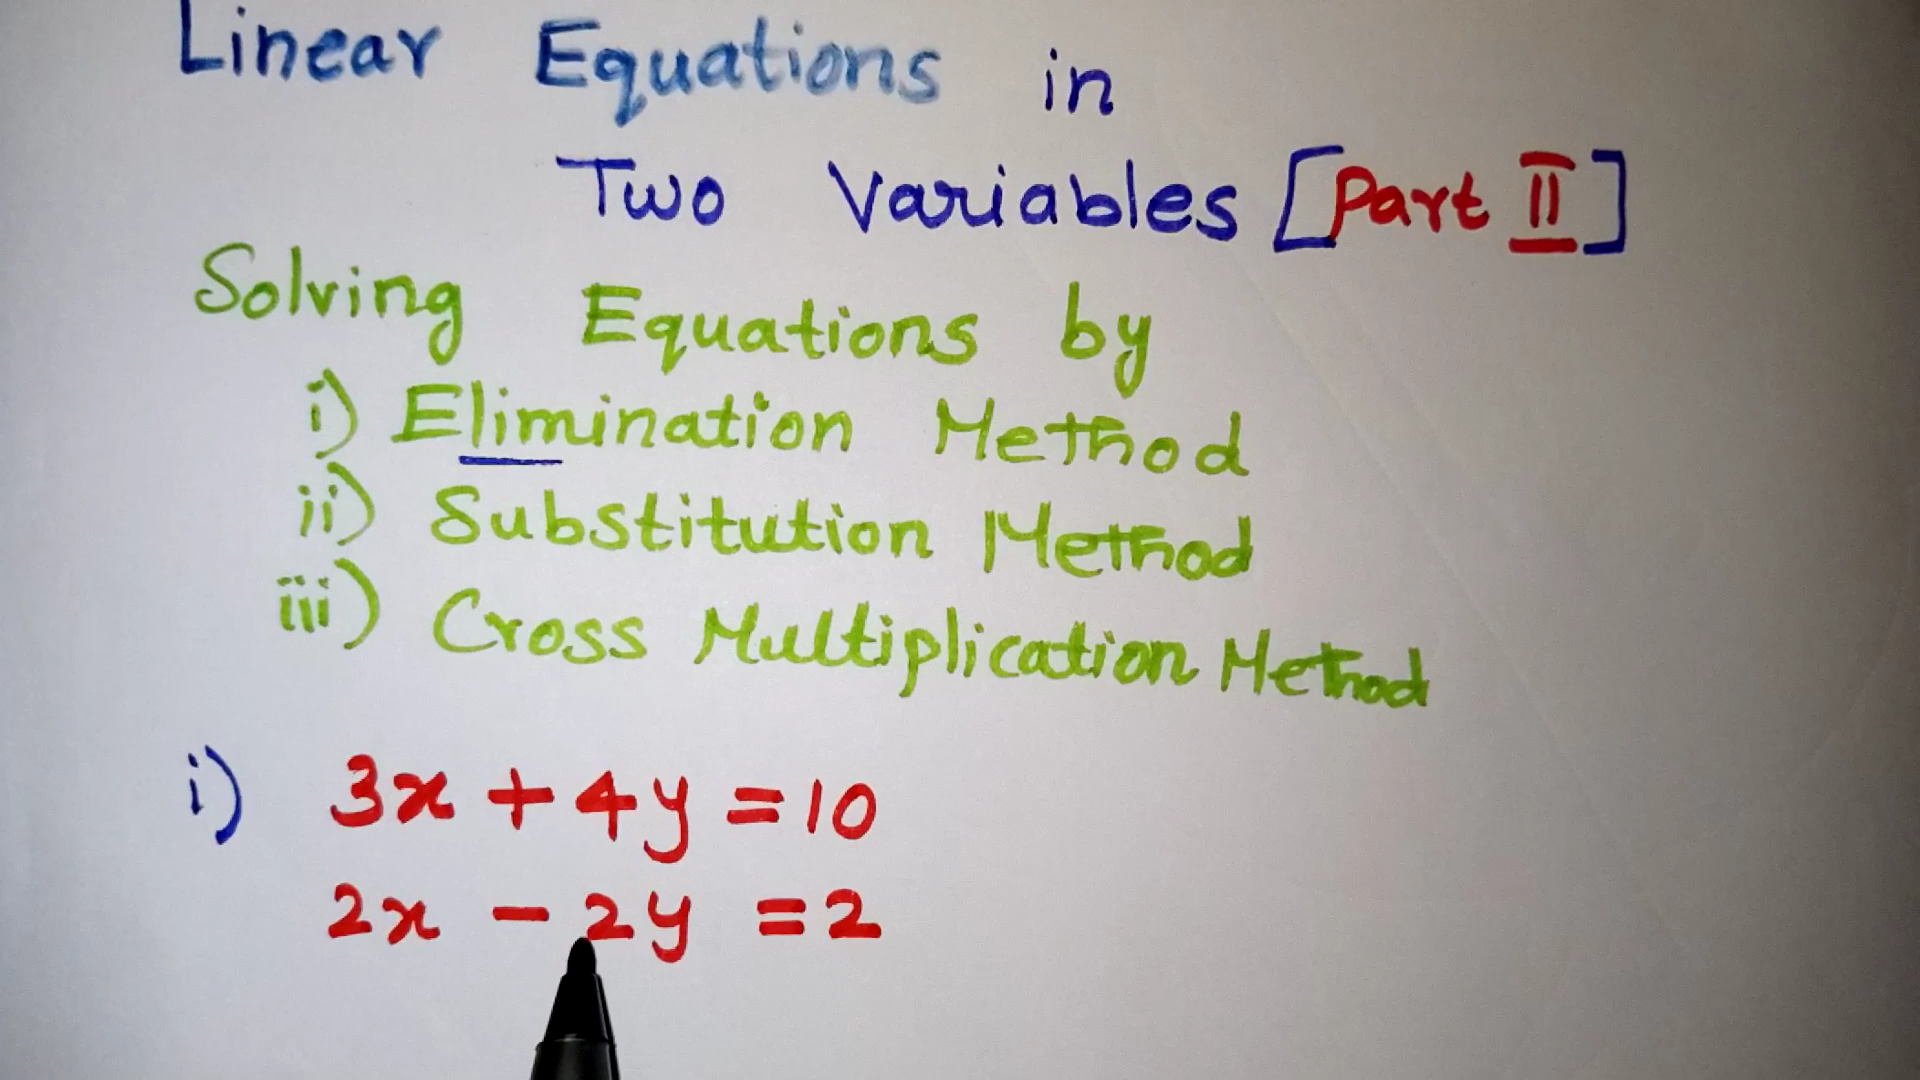 Linear Equations in
Two Variables [Part II]
Solving Equations by
i) Elimination Method
ii) Substitution Method
iii) Cross Multiplication Method
i) 3x + 4y = 10
2x - 2y = 2